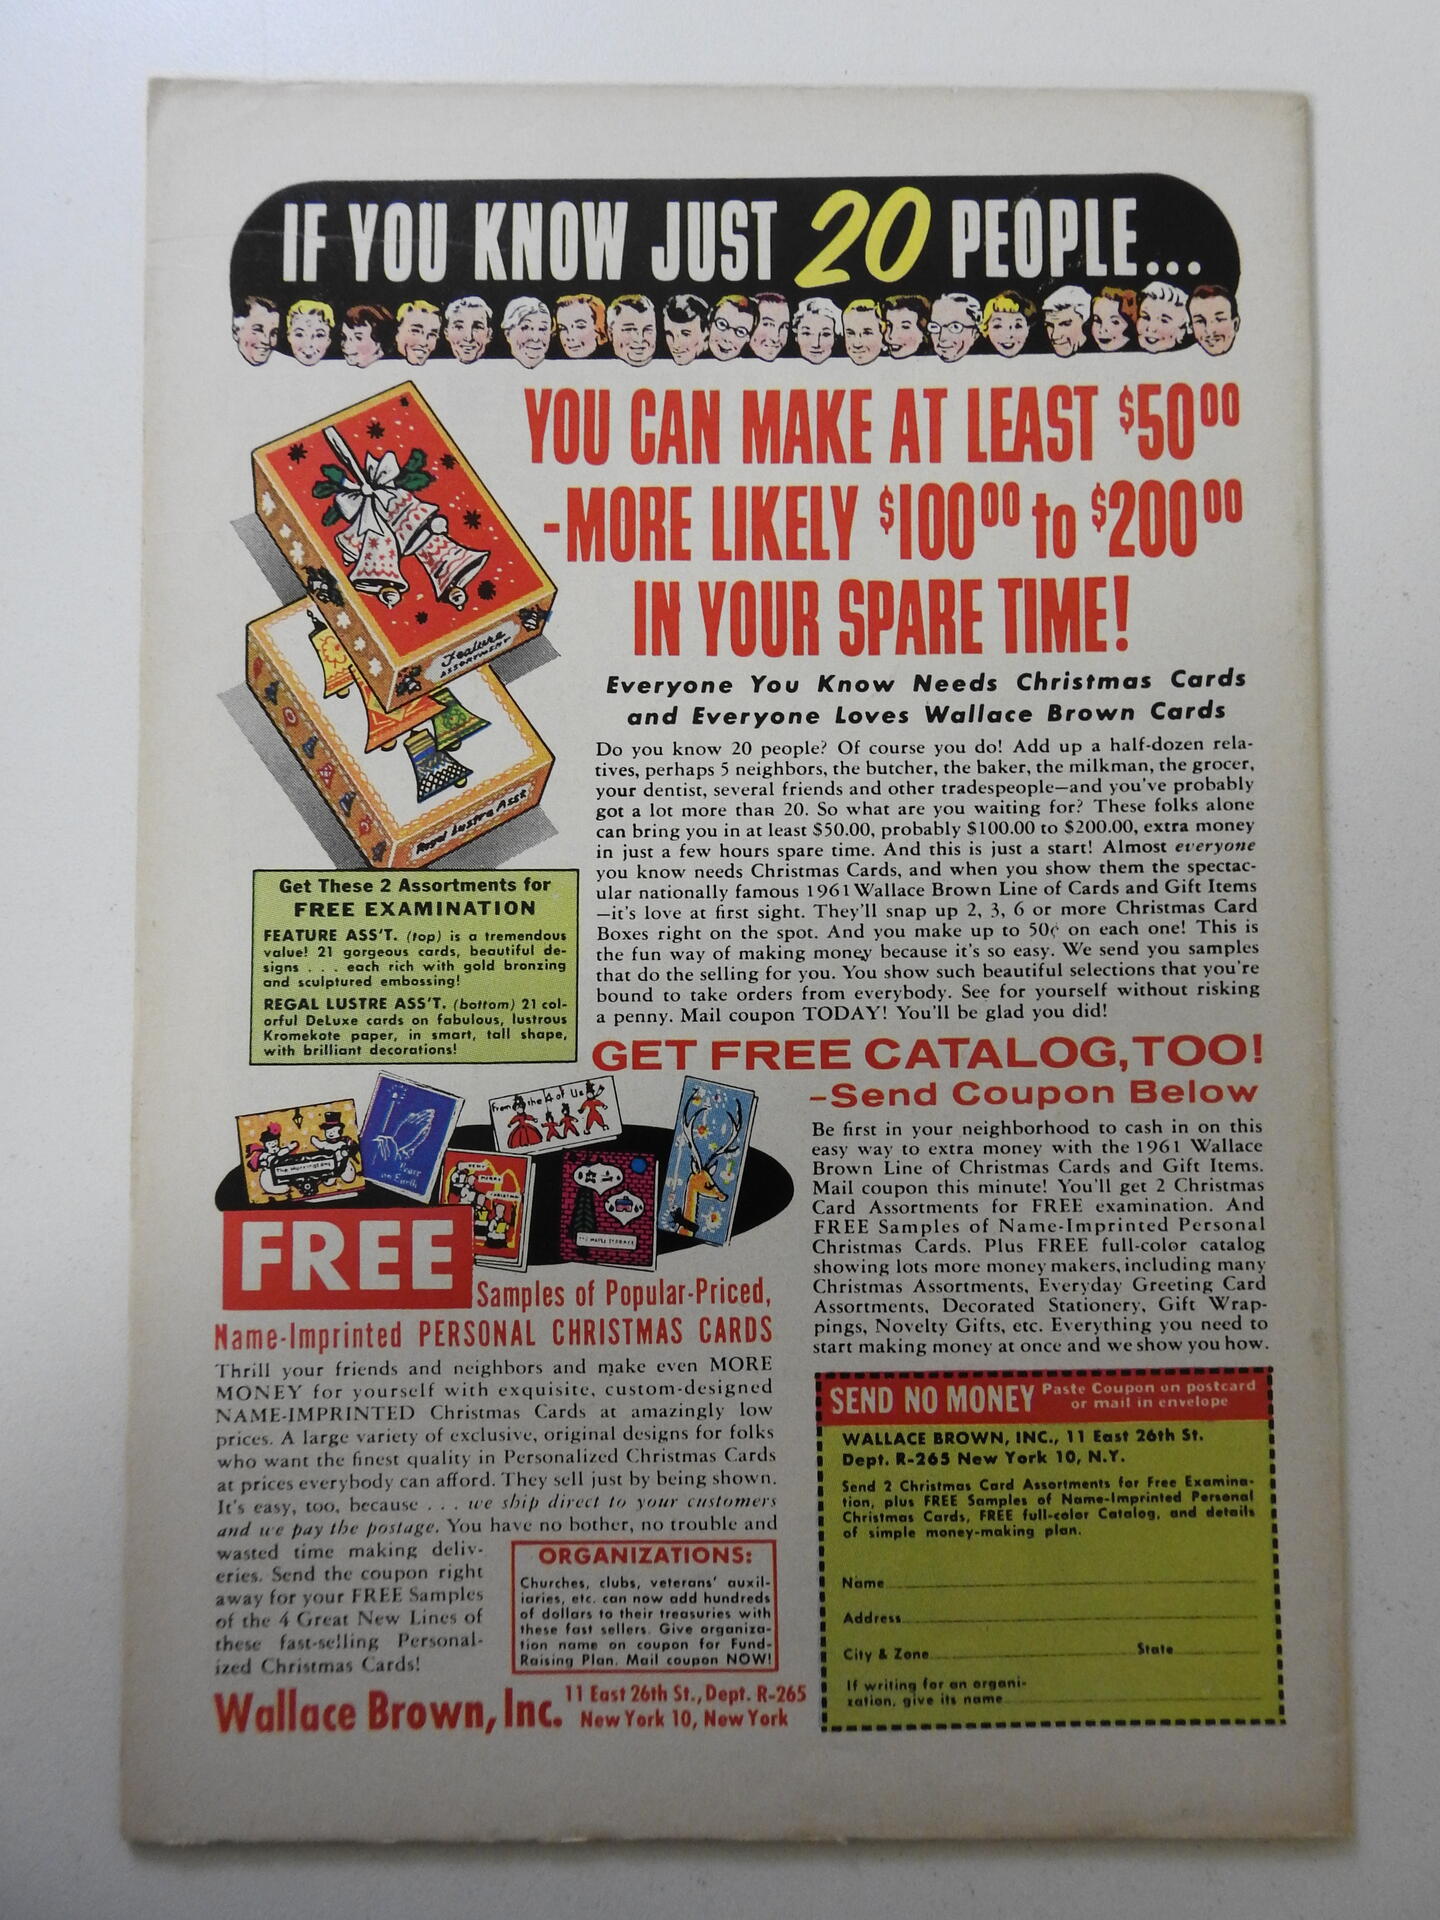 IF YOU KNOW JUST 20 PEOPLE...
YOU CAN MAKE AT LEAST $50.00
-MORE LIKELY $100.00 to $200.00
IN YOUR SPARE TIME!
Feature
ASSORTMENT
Regal Lustre Asst
Everyone You Know Needs Christmas Cards
and Everyone Loves Wallace Brown Cards
Do you know 20 people? Of course you do! Add up a half-dozen rela-
tives, perhaps 5 neighbors, the butcher, the baker, the milkman, the grocer,
your dentist, several friends and other tradespeople—and you've probably
got a lot more than 20. So what are you waiting for? These folks alone
can bring you in at least $50.00, probably $100.00 to $200.00, extra money
in just a few hours spare time. And this is just a start! Almost everyone
you know needs Christmas Cards, and when you show them the spectac-
ular nationally famous 1961 Wallace Brown Line of Cards and Gift Items
—it's love at first sight. They'll snap up 2, 3, 6 or more Christmas Card
Boxes right on the spot. And you make up to 50¢ on each one! This is
the fun way of making money because it's so easy. We send you samples
that do the selling for you. You show such beautiful selections that you're
bound to take orders from everybody. See for yourself without risking
a penny. Mail coupon TODAY! You'll be glad you did!
Get These 2 Assortments for
FREE EXAMINATION
FEATURE ASS'T. (top) is a tremendous
value! 21 gorgeous cards, beautiful de-
signs . . . each rich with gold bronzing
and sculptured embossing!
REGAL LUSTRE ASS'T. (bottom) 21 col-
orful DeLuxe cards on fabulous, lustrous
Kromekote paper, in smart, tall shape,
with brilliant decorations!
GET FREE CATALOG, TOO!
–Send Coupon Below
Be first in your neighborhood to cash in on this
easy way to extra money with the 1961 Wallace
Brown Line of Christmas Cards and Gift Items.
Mail coupon this minute! You'll get 2 Christmas
Card Assortments for FREE examination. And
FREE Samples of Name-Imprinted Personal
Christmas Cards. Plus FREE full-color catalog
showing lots more money makers, including many
Christmas Assortments, Everyday Greeting Card
Assortments, Decorated Stationery, Gift Wrap-
pings, Novelty Gifts, etc. Everything you need to
start making money at once and we show you how.
Peace
on Earth
From the 4 of Us
MERRY
CHRISTMAS
FREE
Samples of Popular-Priced,
Name-Imprinted PERSONAL CHRISTMAS CARDS
Thrill your friends and neighbors and make even MORE
MONEY for yourself with exquisite, custom-designed
NAME-IMPRINTED Christmas Cards at amazingly low
prices. A large variety of exclusive, original designs for folks
who want the finest quality in Personalized Christmas Cards
at prices everybody can afford. They sell just by being shown.
It's easy, too, because . . . we ship direct to your customers
and we pay the postage. You have no bother, no trouble and
wasted time making deliv-
eries. Send the coupon right
away for your FREE Samples
of the 4 Great New Lines of
these fast-selling Personal-
ized Christmas Cards!
ORGANIZATIONS:
Churches, clubs, veterans' auxil-
iaries, etc. can now add hundreds
of dollars to their treasuries with
these fast sellers. Give organiza-
tion name on coupon for Fund-
Raising Plan. Mail coupon NOW!
Wallace Brown, Inc. 11 East 26th St., Dept. R-265
New York 10, New York
SEND NO MONEY Paste Coupon on postcard
or mail in envelope
WALLACE BROWN, INC., 11 East 26th St.
Dept. R-265 New York 10, N.Y.
Send 2 Christmas Card Assortments for Free Examina-
tion, plus FREE Samples of Name-Imprinted Personal
Christmas Cards, FREE full-color Catalog, and details
of simple money-making plan.
Name
Address
City & Zone State
If writing for an organi-
zation, give its name